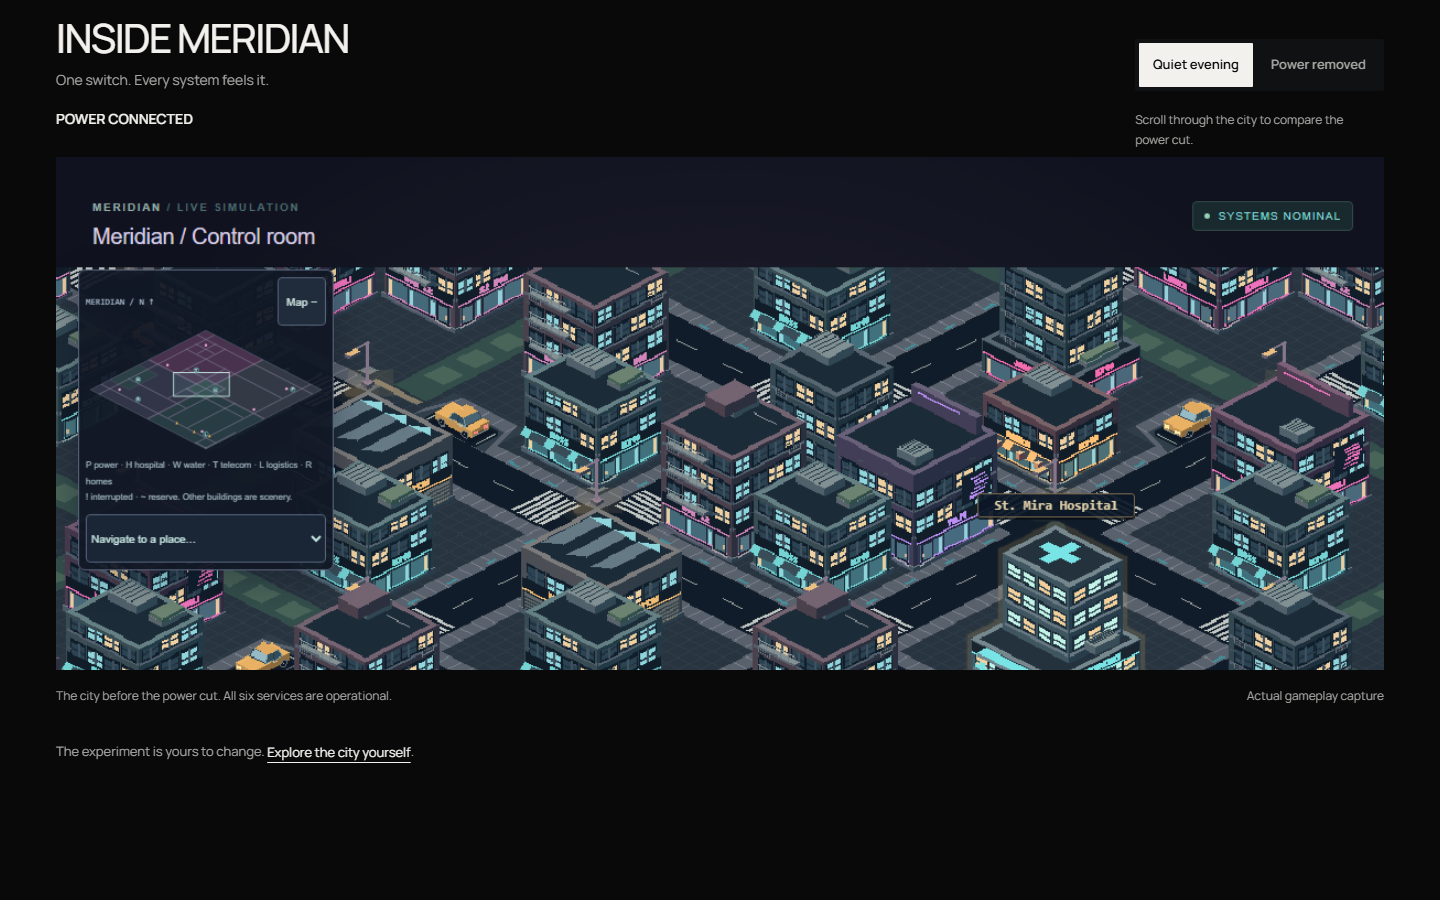 INSIDE MERIDIAN
One switch. Every system feels it.
POWER CONNECTED
Quiet evening
Power removed
Scroll through the city to compare the
power cut.
MERIDIAN / LIVE SIMULATION
Meridian / Control room
SYSTEMS NOMINAL
MERIDIAN / N ↑
Map −
P power · H hospital · W water · T telecom · L logistics · R
homes
! interrupted · ~ reserve. Other buildings are scenery.
Navigate to a place...
St. Mira Hospital
The city before the power cut. All six services are operational.
Actual gameplay capture
The experiment is yours to change. Explore the city yourself.